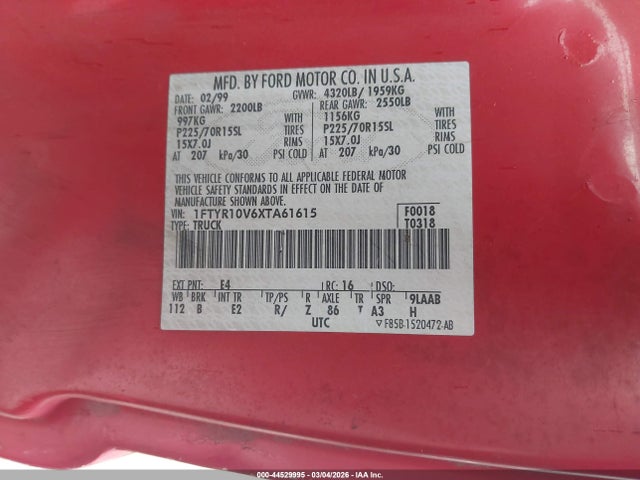 MFD. BY FORD MOTOR CO. IN U.S.A.
DATE: 02/99 GVWR: 4320LB/ 1959KG
FRONT GAWR: 2200LB REAR GAWR: 2550LB
997KG WITH 1156KG WITH
P225/70R15SL TIRES P225/70R15SL TIRES
15X7.0J RIMS 15X7.0J RIMS
AT 207 kPa/30 PSI COLD AT 207 kPa/30 PSI COLD
THIS VEHICLE CONFORMS TO ALL APPLICABLE FEDERAL MOTOR
VEHICLE SAFETY STANDARDS IN EFFECT ON THE DATE OF
MANUFACTURE SHOWN ABOVE.
VIN: 1FTYR10V6XTA61615 F0018
TYPE: TRUCK T0318
EXT PNT: E4 RC: 16 DSO:
WB BRK INT TR TP/PS R AXLE TR SPR 9LAAB
112 B E2 R/ Z 86 T A3 H
UTC F85B-1520472-AB
000-44529995 - 03/04/2026 - IAA Inc.